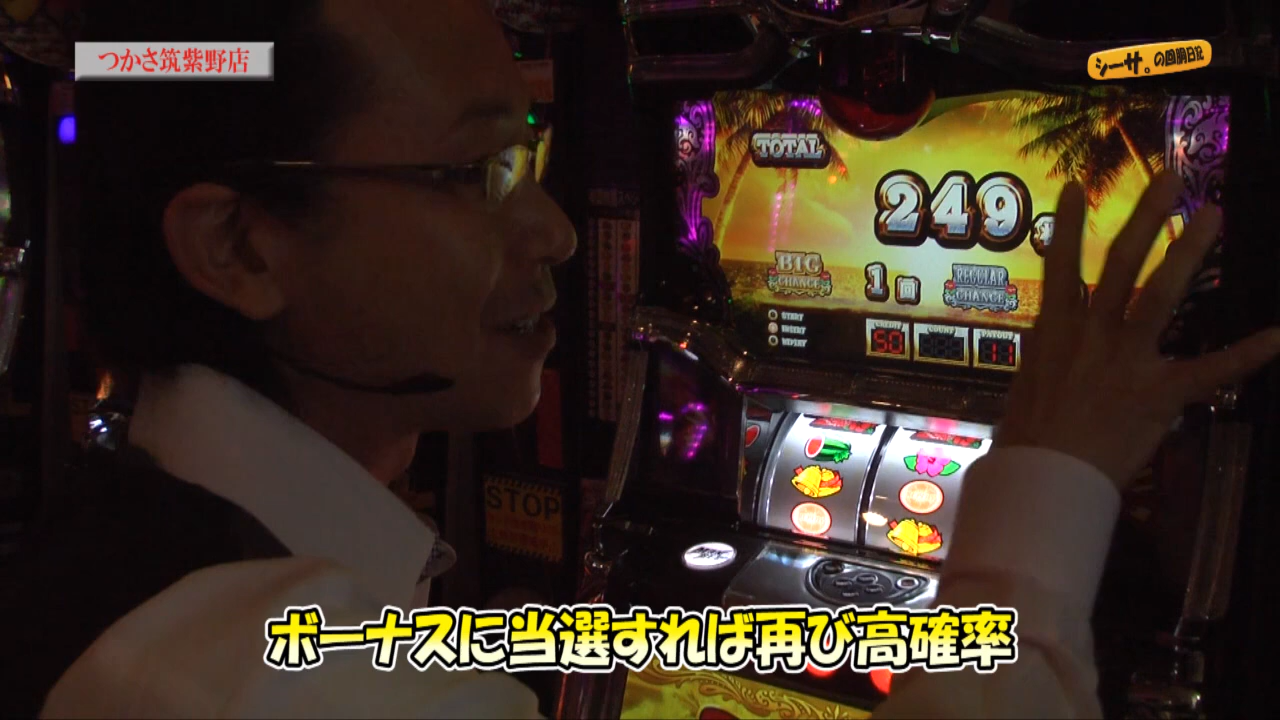 つかさ筑紫野店
シーサ。の回胴日記
TOTAL
249
BIG
CHANCE
1回
REGULAR
CHANCE
START
INSERT
REPLAY
CREDIT
COUNT
PAYOUT
50
11
STOP
ボーナスに当選すれば再び高確率